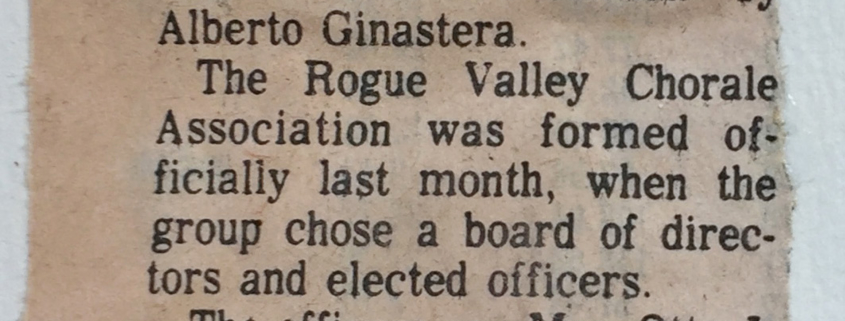 Alberto Ginastera.
The Rogue Valley Chorale
Association was formed of-
ficially last month, when the
group chose a board of direc-
tors and elected officers.